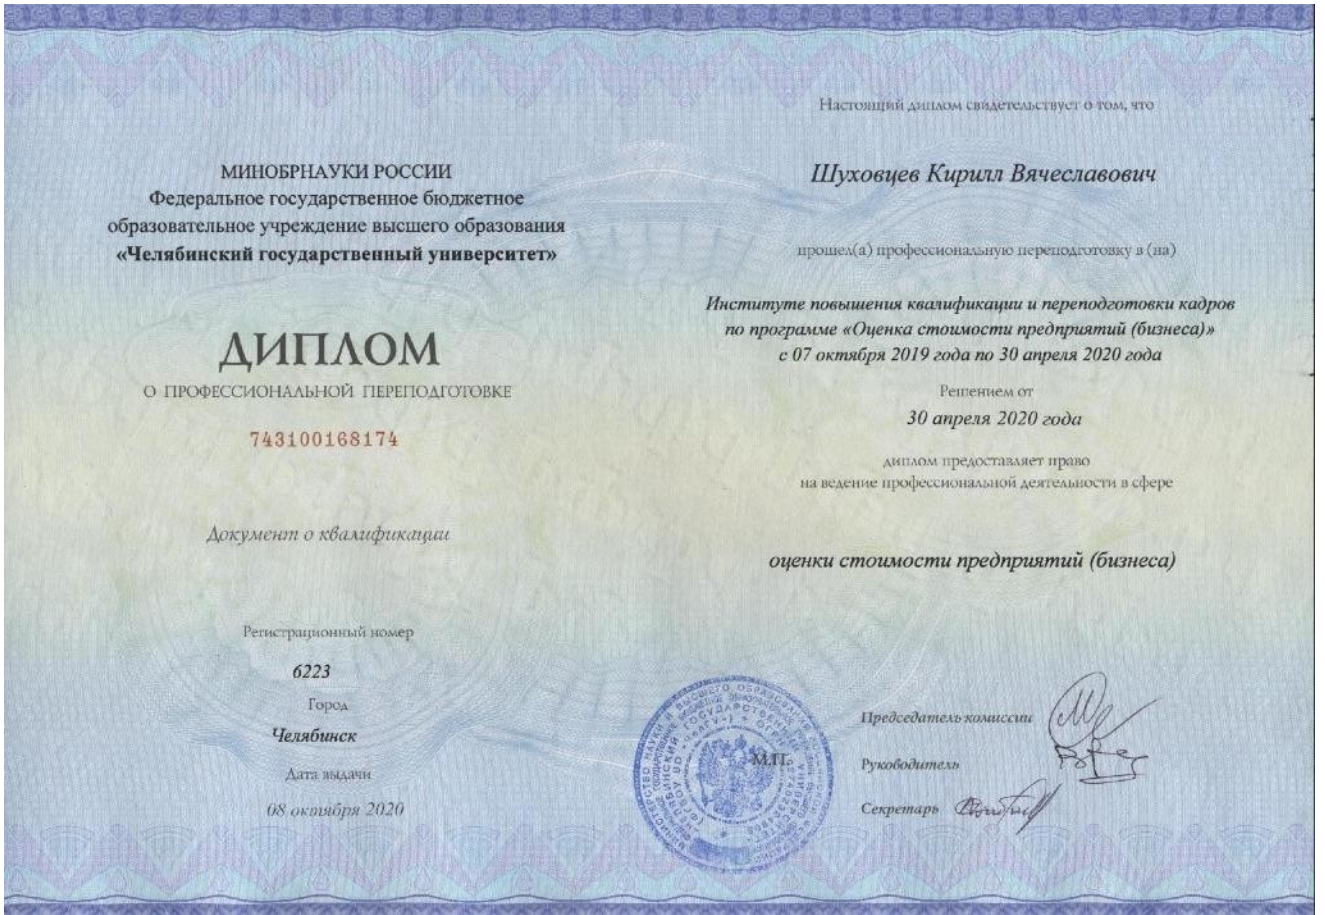 МИНОБРНАУКИ РОССИИ
Федеральное государственное бюджетное
образовательное учреждение высшего образования
«Челябинский государственный университет»
ДИПЛОМ
О ПРОФЕССИОНАЛЬНОЙ ПЕРЕПОДГОТОВКЕ
743100168174
Документ о квалификации
Регистрационный номер
6223
Город
Челябинск
Дата выдачи
08 октября 2020
Настоящий диплом свидетельствует о том, что
Шуховцев Кирилл Вячеславович
прошел(а) профессиональную переподготовку в (на)
Институте повышения квалификации и переподготовки кадров
по программе «Оценка стоимости предприятий (бизнеса)»
с 07 октября 2019 года по 30 апреля 2020 года
Решением от
30 апреля 2020 года
диплом предоставляет право
на ведение профессиональной деятельности в сфере
оценки стоимости предприятий (бизнеса)
М.П.
Председатель комиссии
Руководитель
Секретарь